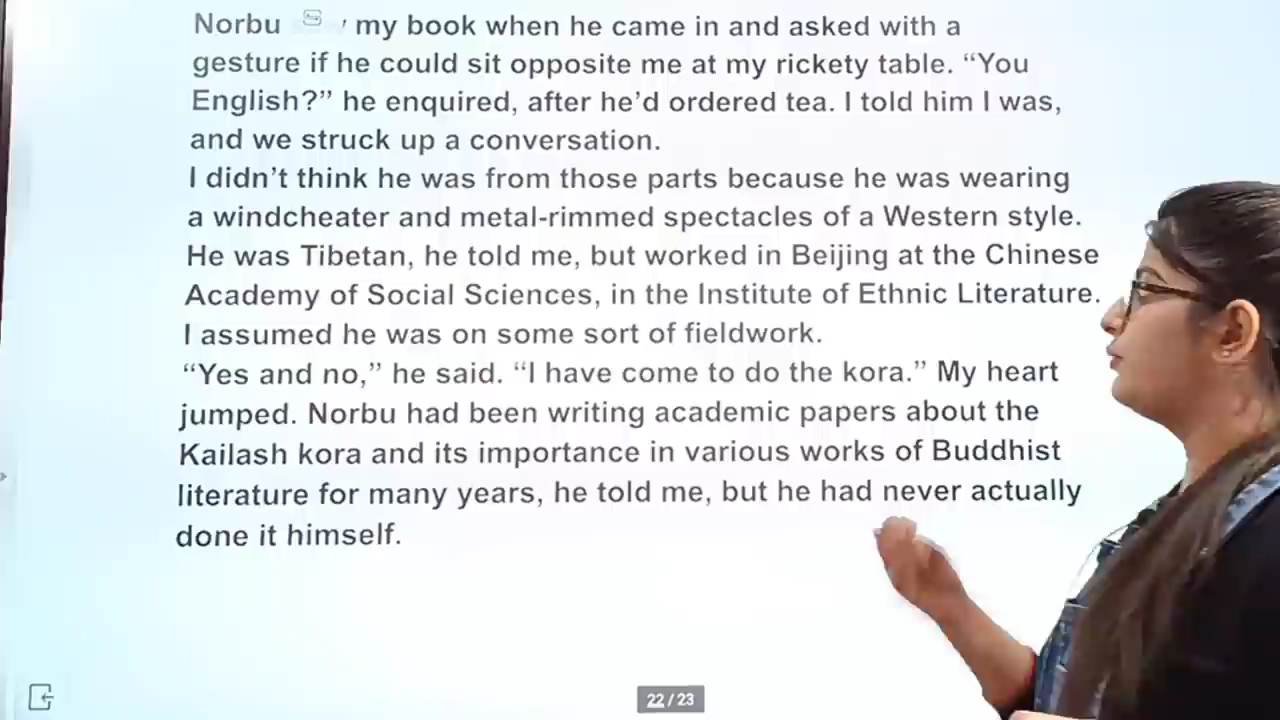 Norbu my book when he came in and asked with a
gesture if he could sit opposite me at my rickety table. “You
English?” he enquired, after he’d ordered tea. I told him I was,
and we struck up a conversation.
I didn’t think he was from those parts because he was wearing
a windcheater and metal-rimmed spectacles of a Western style.
He was Tibetan, he told me, but worked in Beijing at the Chinese
Academy of Social Sciences, in the Institute of Ethnic Literature.
I assumed he was on some sort of fieldwork.
“Yes and no,” he said. “I have come to do the kora.” My heart
jumped. Norbu had been writing academic papers about the
Kailash kora and its importance in various works of Buddhist
literature for many years, he told me, but he had never actually
done it himself.
22 / 23